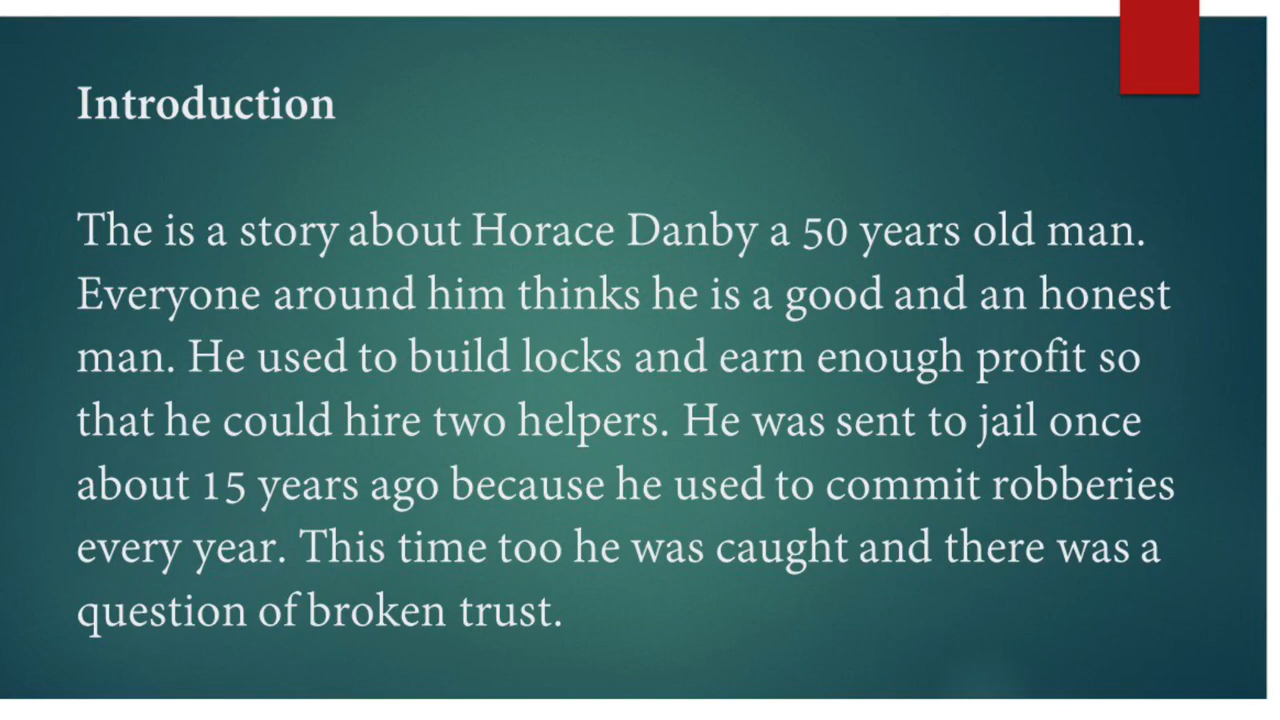 Introduction
The is a story about Horace Danby a 50 years old man.
Everyone around him thinks he is a good and an honest
man. He used to build locks and earn enough profit so
that he could hire two helpers. He was sent to jail once
about 15 years ago because he used to commit robberies
every year. This time too he was caught and there was a
question of broken trust.